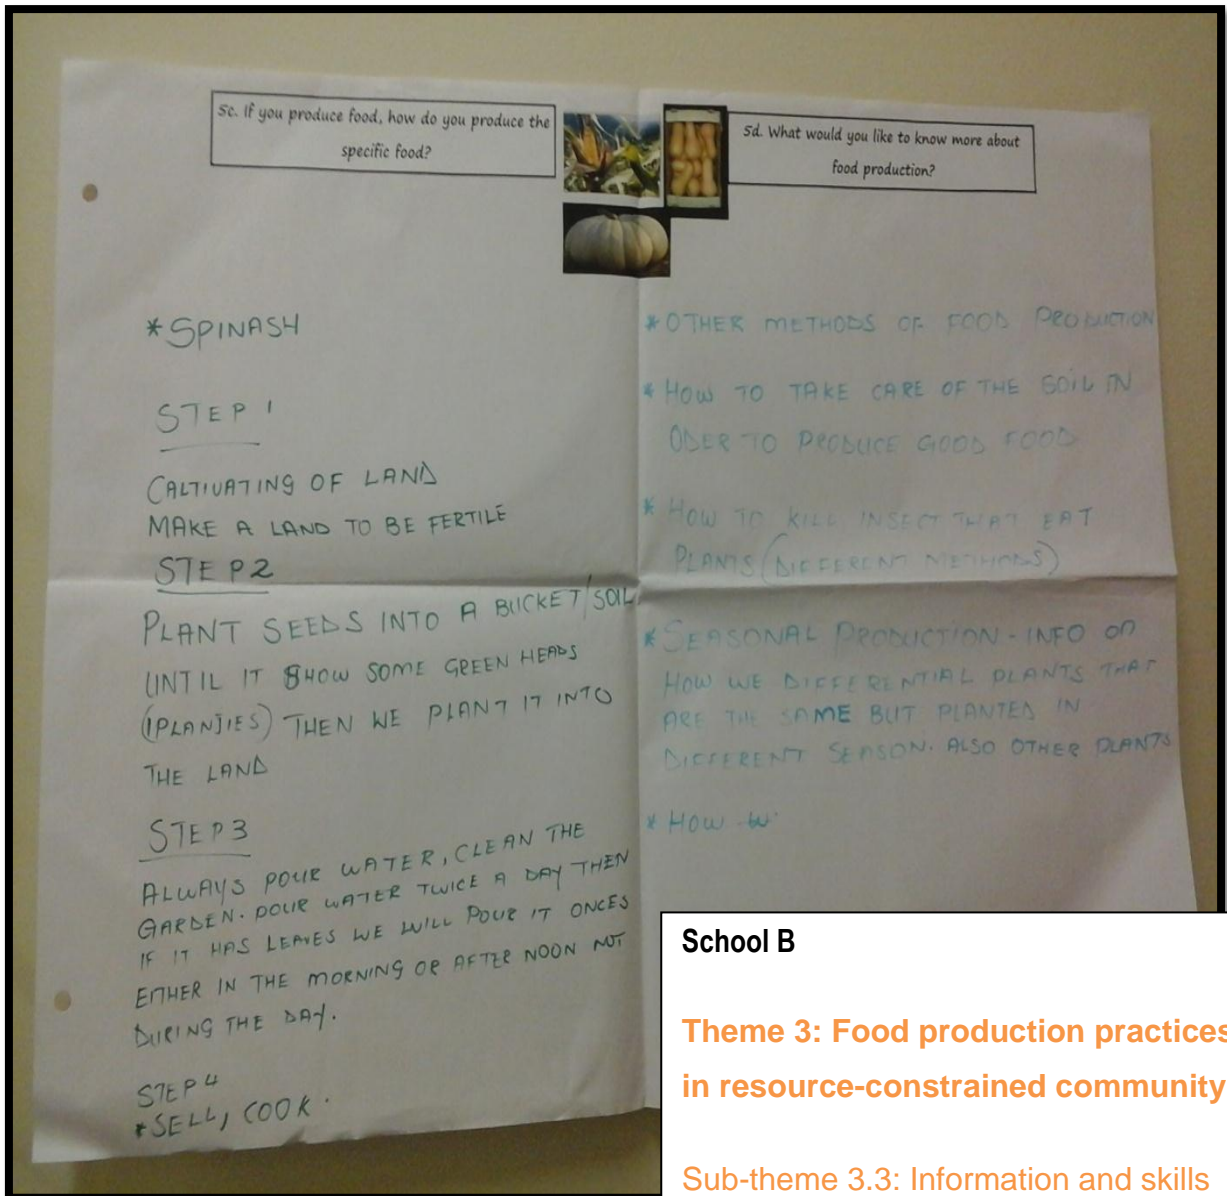 5c. If you produce food, how do you produce the
specific food?
5d. What would you like to know more about
food production?
* SPINASH
STEP 1
CALTIVATING OF LAND
MAKE A LAND TO BE FERTILE
STEP 2
PLANT SEEDS INTO A BUCKET/SOIL
UNTIL IT SHOW SOME GREEN HEADS
(IPLANJIES) THEN WE PLANT IT INTO
THE LAND
STEP 3
ALWAYS POUR WATER, CLEAN THE
GARDEN. POUR WATER TWICE A DAY THEN
IF IT HAS LEAVES WE WILL POUR IT ONCES
EITHER IN THE MORNING OR AFTER NOON NOT
DURING THE DAY.
STEP 4
* SELL, COOK.
* OTHER METHODS OF FOOD PRODUCTION
* HOW TO TAKE CARE OF THE SOIL IN
ODER TO PRODUCE GOOD FOOD
* HOW TO KILL INSECT THAT EAT
PLANTS (DIFFERENT METHODS)
* SEASONAL PRODUCTION - INFO ON
HOW WE DIFFERENTIAL PLANTS THAT
ARE THE SAME BUT PLANTED IN
DIFFERENT SEASON. ALSO OTHER PLANTS
* HOW
School B
Theme 3: Food production practices
in resource-constrained community
Sub-theme 3.3: Information and skills